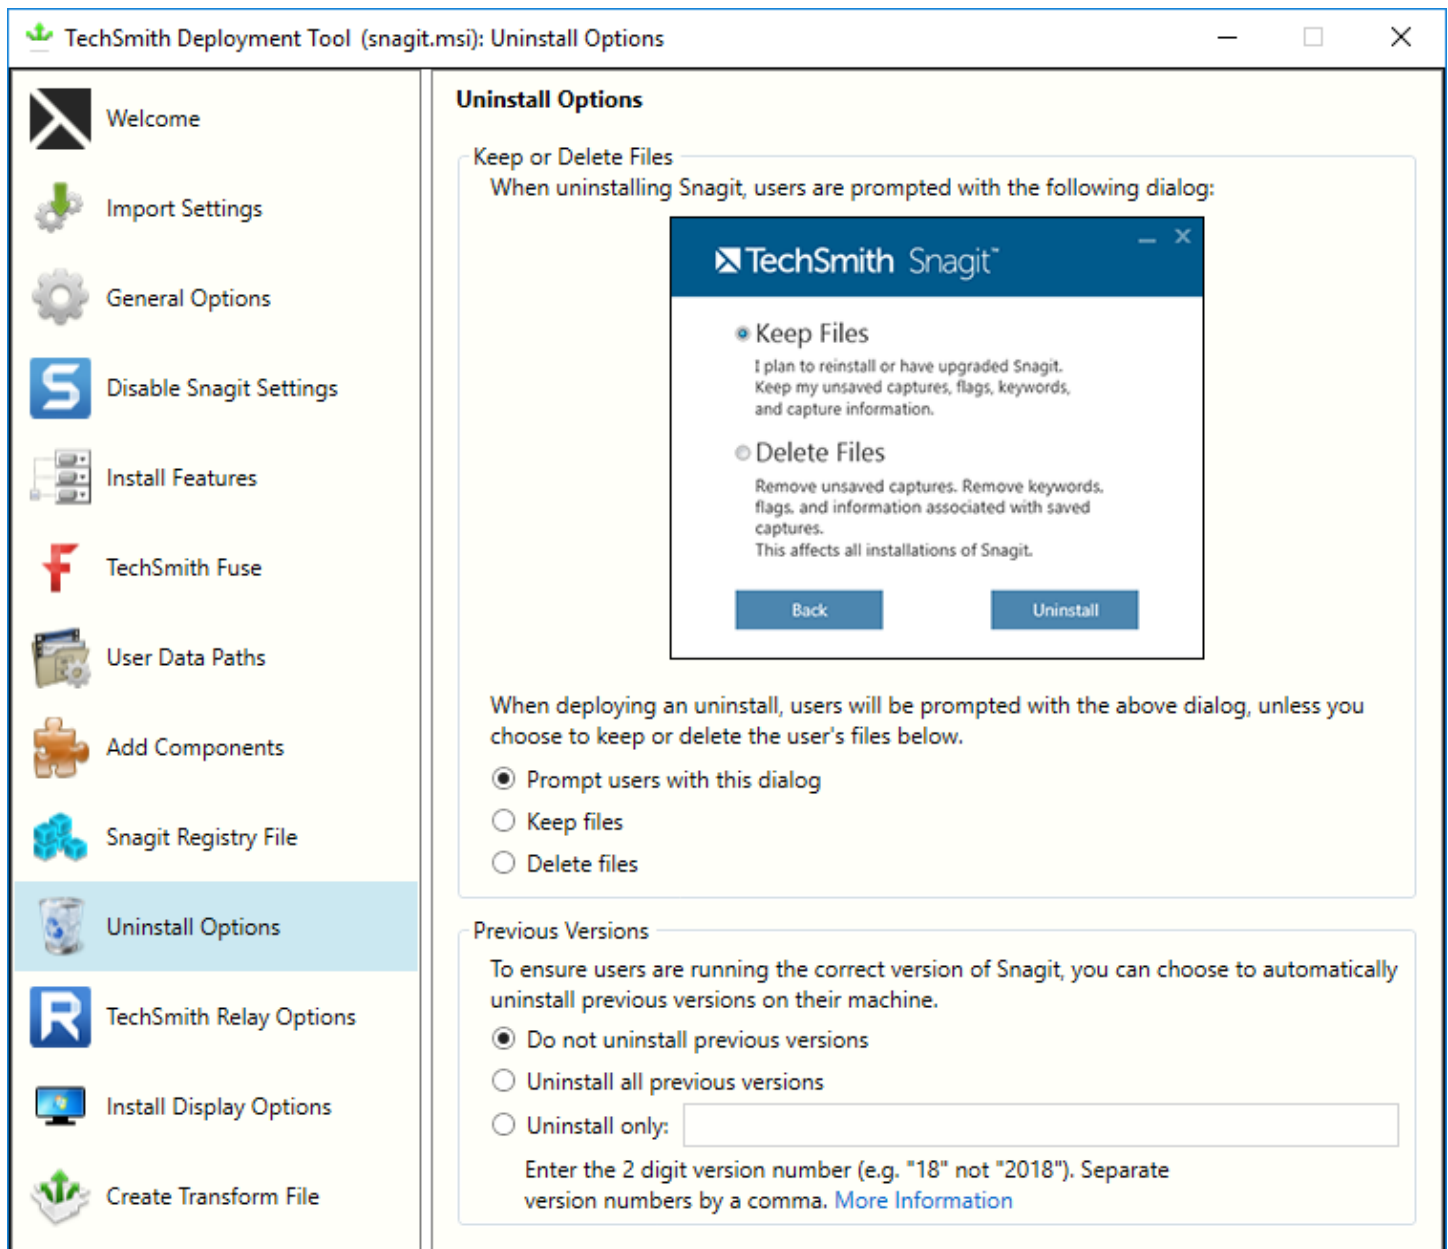 TechSmith Deployment Tool (snagit.msi): Uninstall Options
Welcome
Import Settings
General Options
Disable Snagit Settings
Install Features
TechSmith Fuse
User Data Paths
Add Components
Snagit Registry File
Uninstall Options
TechSmith Relay Options
Install Display Options
Create Transform File
Uninstall Options
Keep or Delete Files
When uninstalling Snagit, users are prompted with the following dialog:
TechSmith Snagit™
Keep Files
I plan to reinstall or have upgraded Snagit.
Keep my unsaved captures, flags, keywords,
and capture information.
Delete Files
Remove unsaved captures. Remove keywords,
flags, and information associated with saved
captures.
This affects all installations of Snagit.
Back
Uninstall
When deploying an uninstall, users will be prompted with the above dialog, unless you
choose to keep or delete the user's files below.
Prompt users with this dialog
Keep files
Delete files
Previous Versions
To ensure users are running the correct version of Snagit, you can choose to automatically
uninstall previous versions on their machine.
Do not uninstall previous versions
Uninstall all previous versions
Uninstall only:
Enter the 2 digit version number (e.g. "18" not "2018"). Separate
version numbers by a comma. More Information